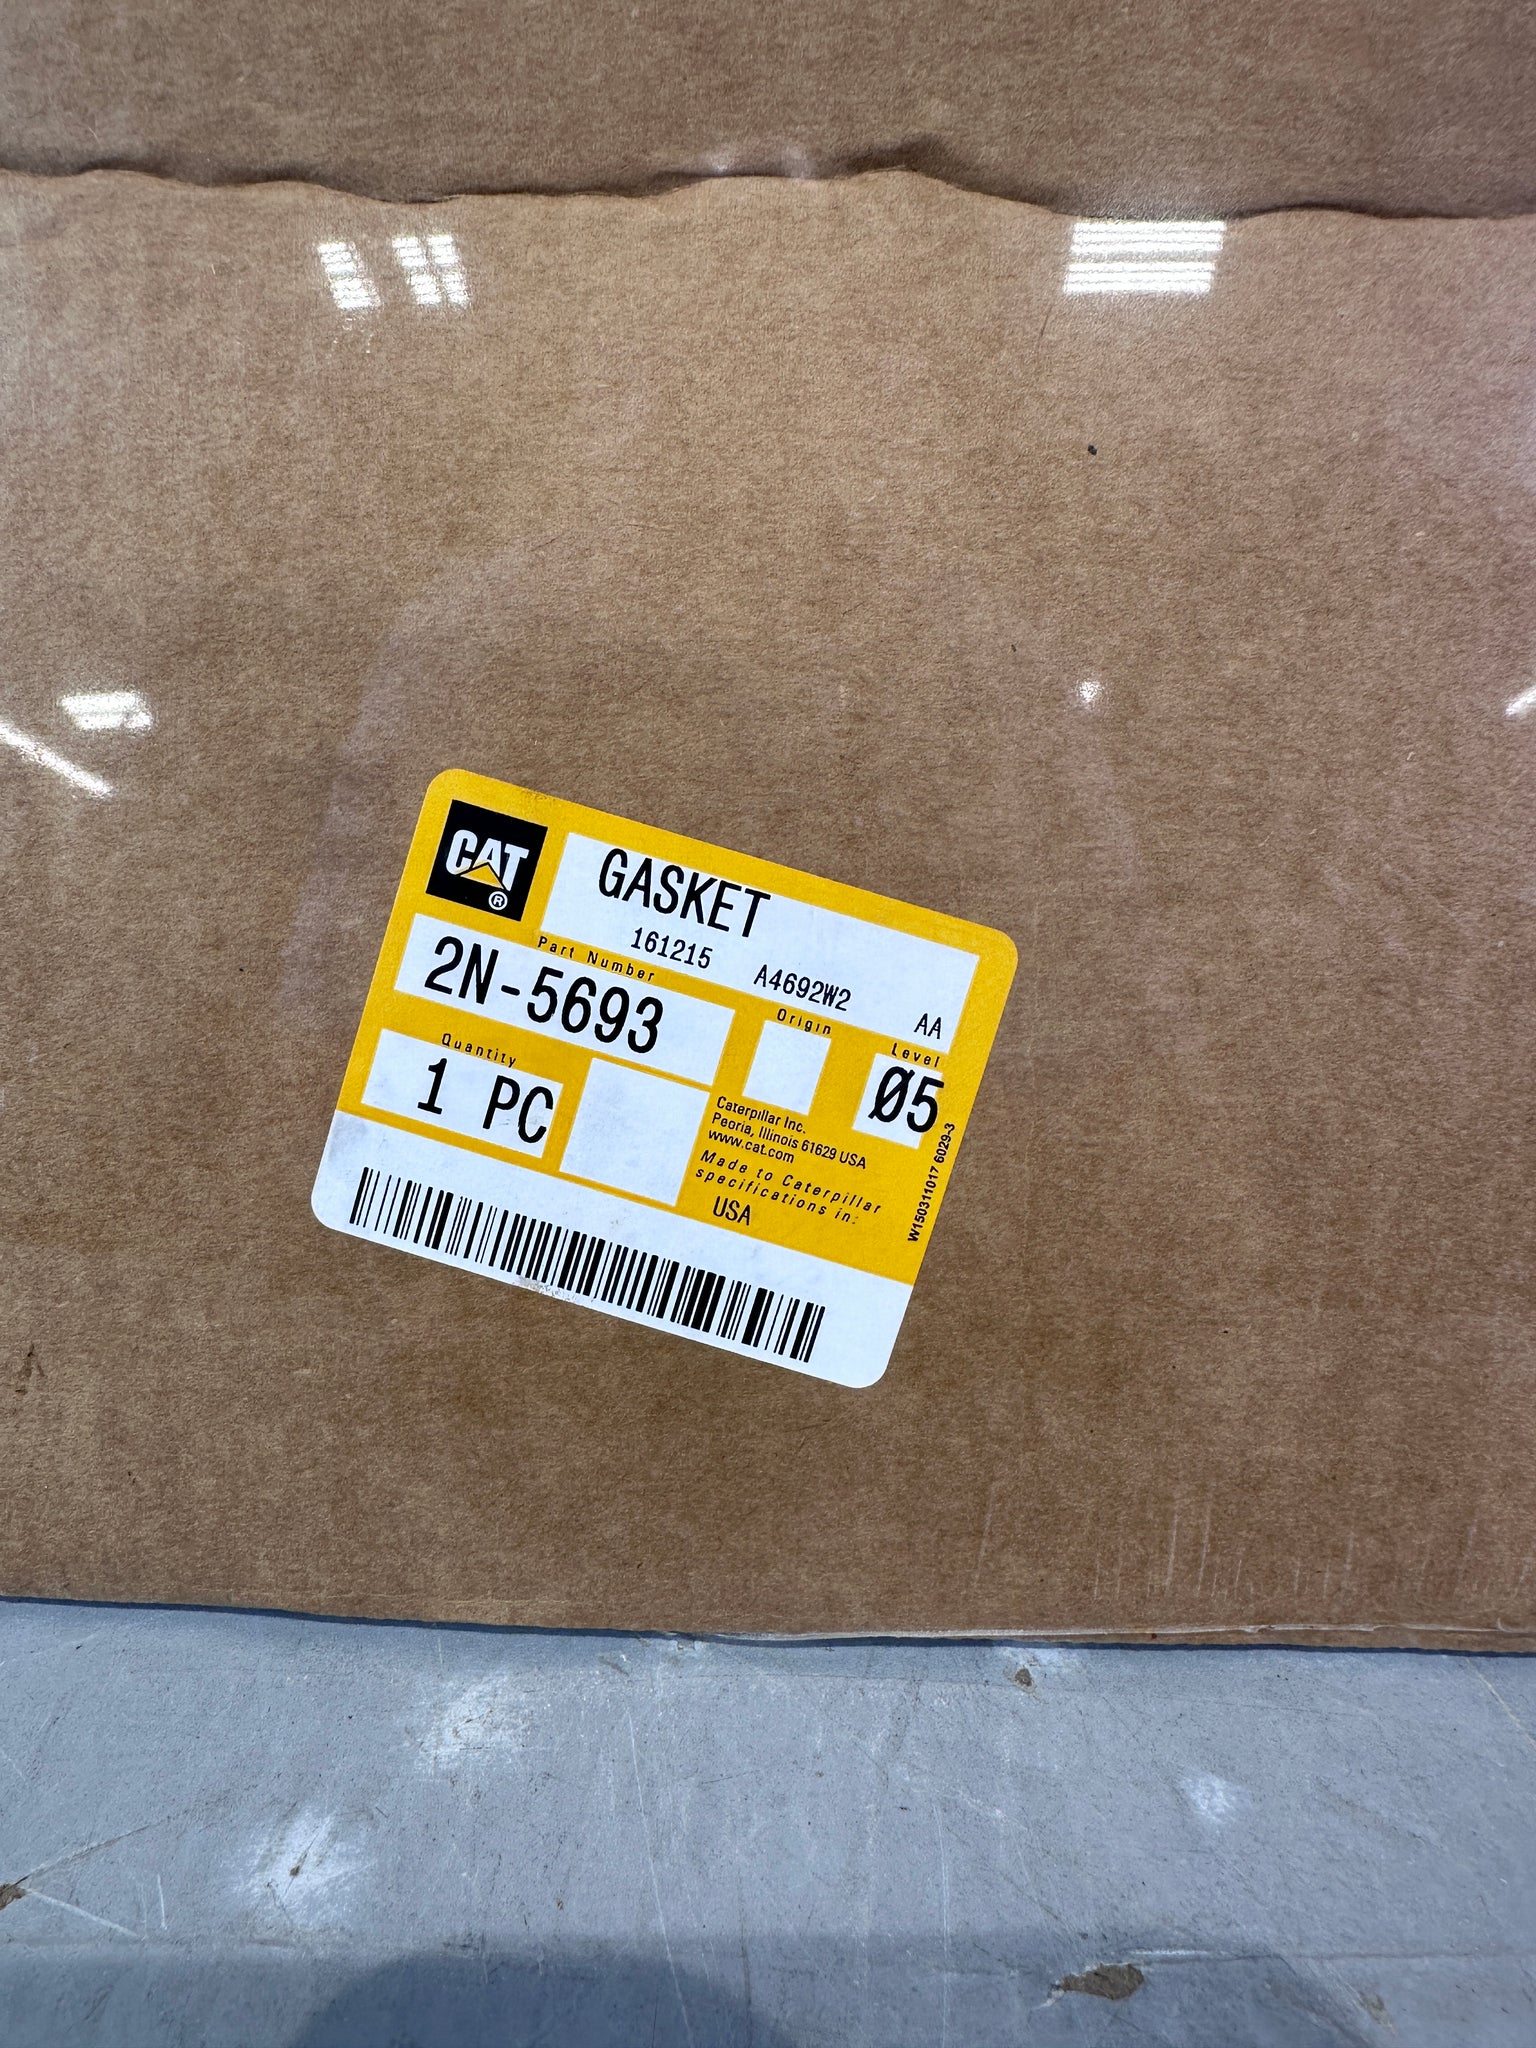 CAT
®
GASKET
161215 A4692W2 AA
Part Number
2N-5693
Origin
Level
Ø5
Quantity
1 PC
Caterpillar Inc.
Peoria, Illinois 61629 USA
www.cat.com
Made to Caterpillar
specifications in:
USA
W150311017 6029-3